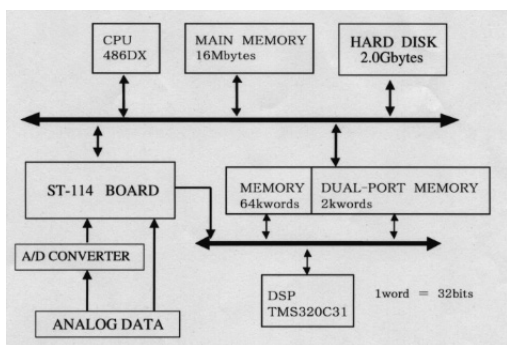 CPU
486DX
MAIN MEMORY
16Mbytes
HARD DISK
2.0Gbytes
ST-114 BOARD
MEMORY
64kwords
DUAL-PORT MEMORY
2kwords
A/D CONVERTER
DSP
TMS320C31
1word = 32bits
ANALOG DATA